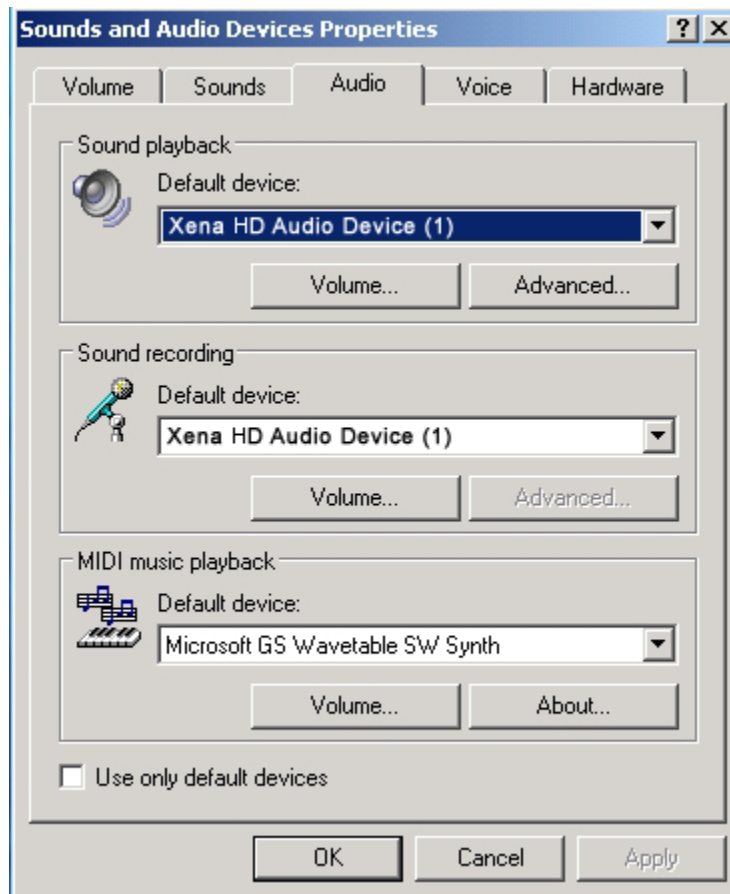 Sounds and Audio Devices Properties
Volume Sounds Audio Voice Hardware
Sound playback
Default device:
Xena HD Audio Device (1)
Volume... Advanced...
Sound recording
Default device:
Xena HD Audio Device (1)
Volume... Advanced...
MIDI music playback
Default device:
Microsoft GS Wavetable SW Synth
Volume... About...
Use only default devices
OK Cancel Apply